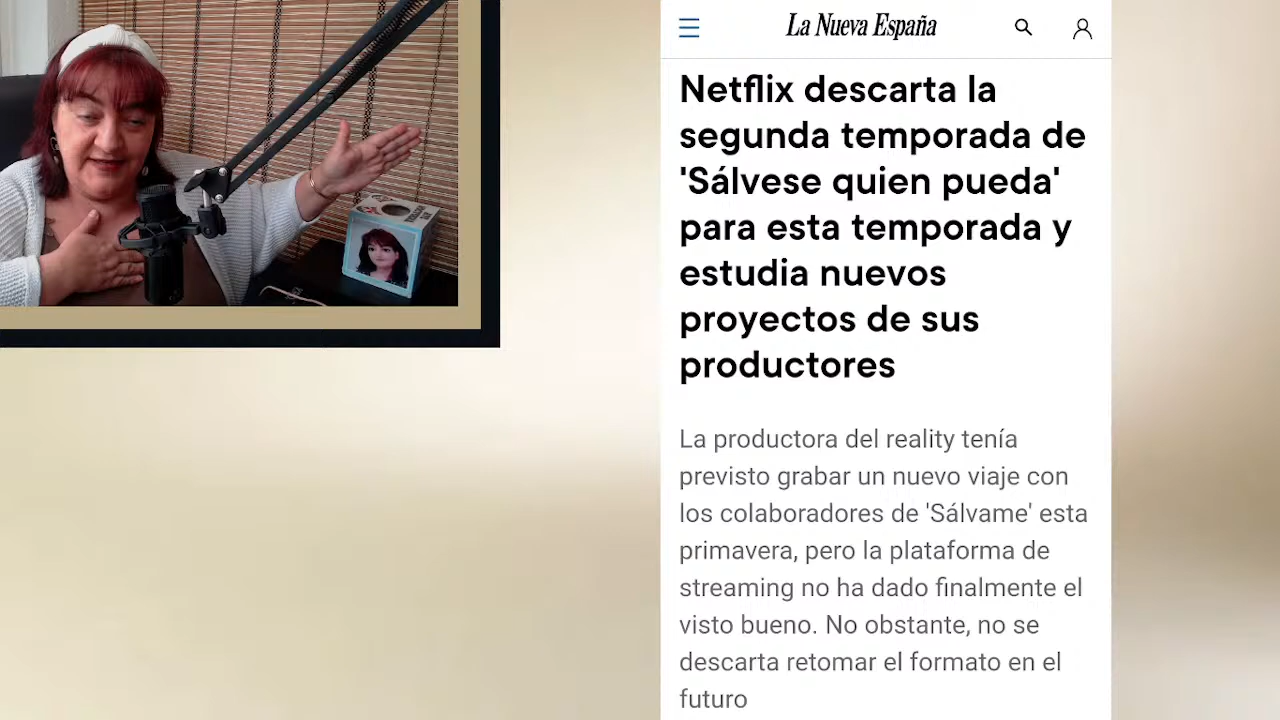 La Nueva España
Netflix descarta la
segunda temporada de
'Sálvese quien pueda'
para esta temporada y
estudia nuevos
proyectos de sus
productores
La productora del reality tenía
previsto grabar un nuevo viaje con
los colaboradores de 'Sálvame' esta
primavera, pero la plataforma de
streaming no ha dado finalmente el
visto bueno. No obstante, no se
descarta retomar el formato en el
futuro